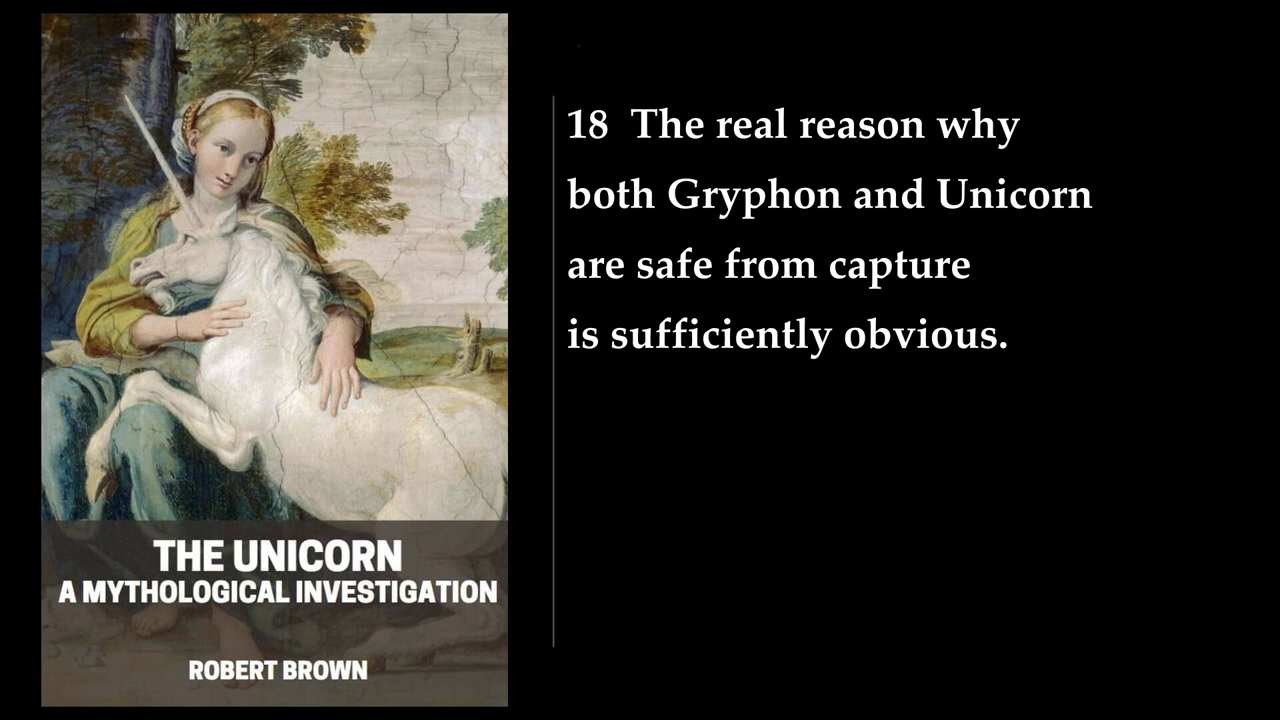 THE UNICORN
A MYTHOLOGICAL INVESTIGATION
ROBERT BROWN
18 The real reason why
both Gryphon and Unicorn
are safe from capture
is sufficiently obvious.